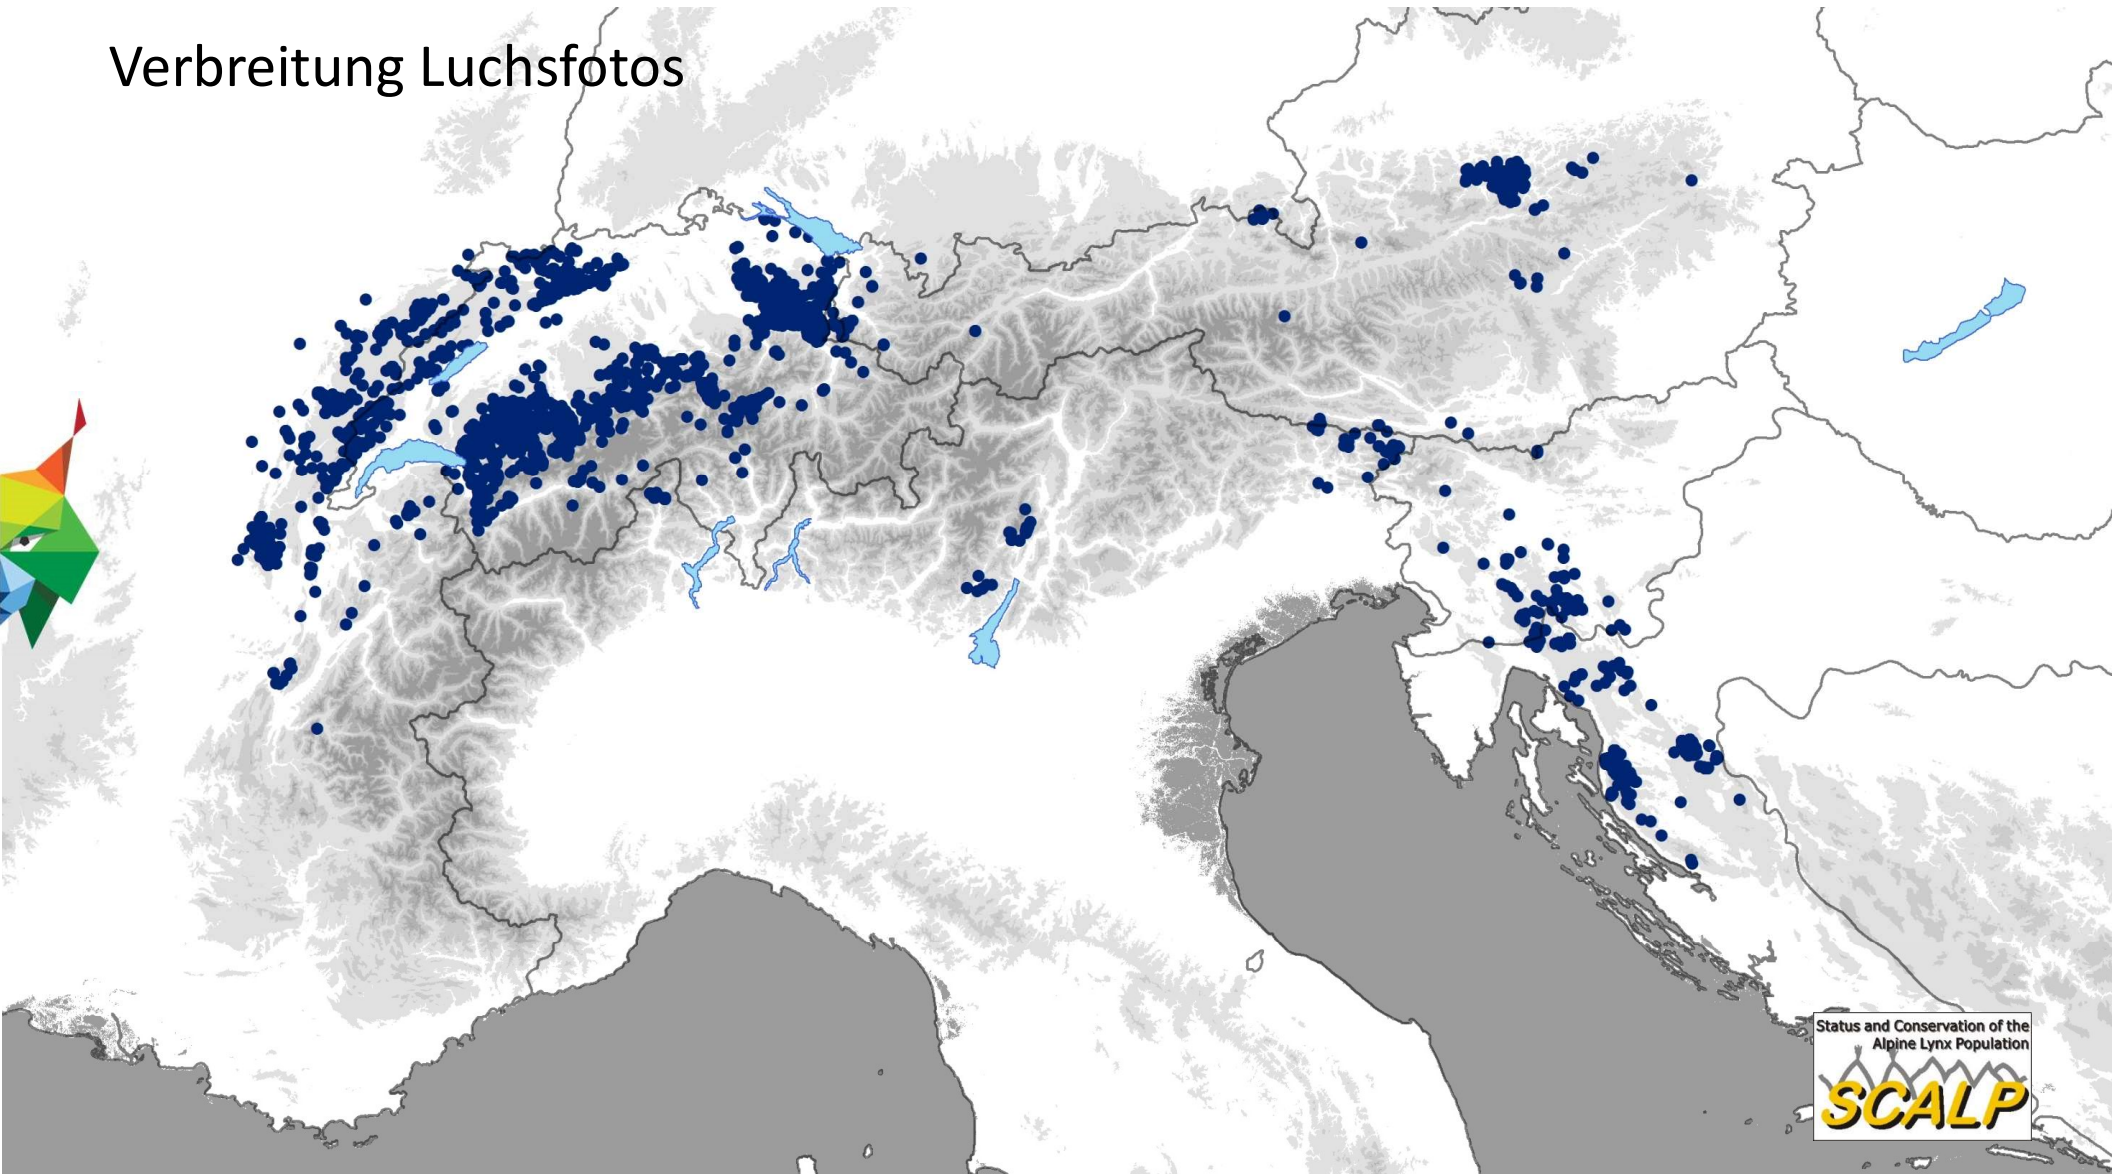 Verbreitung Luchsfotos
Status and Conservation of the
Alpine Lynx Population
SCALP